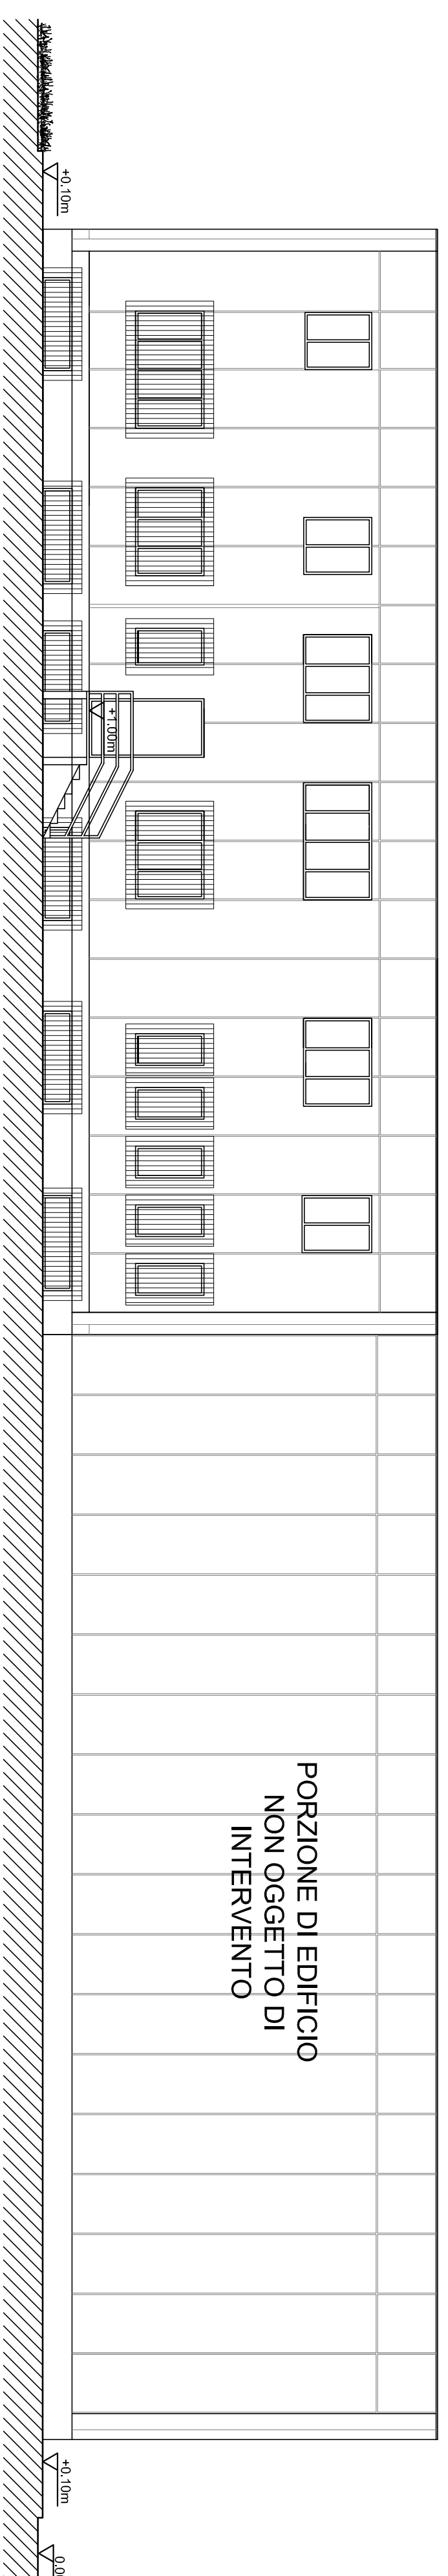 +0.10m
+1.00m
PORZIONE DI EDIFICIO
NON OGGETTO DI
INTERVENTO
+0.10m